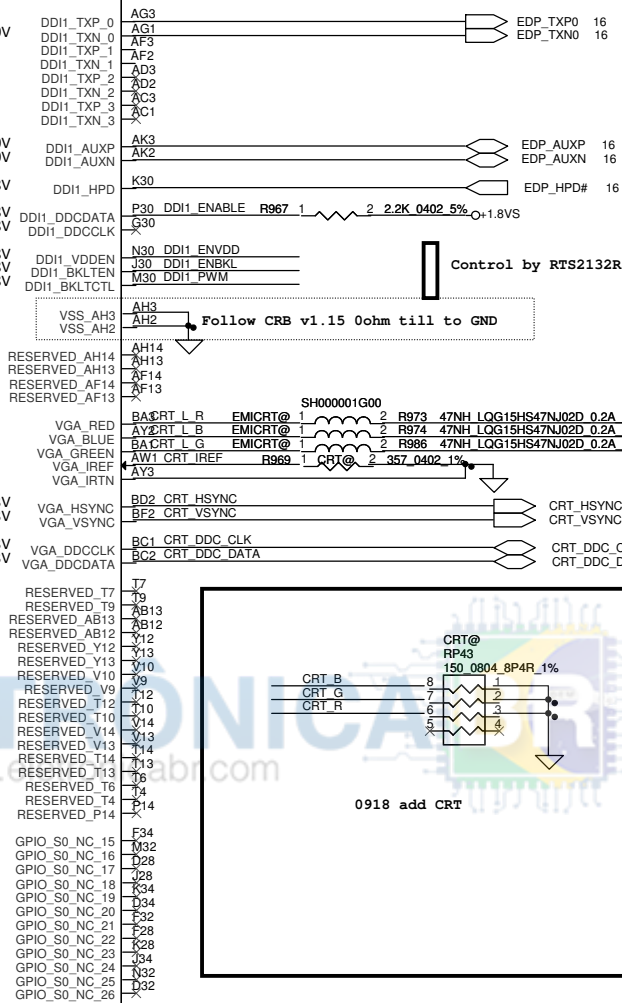 DDI1_TXP_0 AG3 EDP_TXP0 16
0V DDI1_TXN_0 AG1 EDP_TXN0 16
DDI1_TXP_1 AF3
DDI1_TXN_1 AF2
DDI1_TXP_2 AD3
DDI1_TXN_2 AD2
DDI1_TXP_3 AC3
DDI1_TXN_3 AC1
0V DDI1_AUXP AK3 EDP_AUXP 16
0V DDI1_AUXN AK2 EDP_AUXN 16
DDI1_HPD K30 EDP_HPD# 16
DDI1_DDCDATA P30 DDI1_ENABLE R967 1 2 2.2K_0402_5% +1.8VS
DDI1_DDCCLK G30
DDI1_VDDEN N30 DDI1_ENVDD
DDI1_BKLTEN J30 DDI1_ENBKL
DDI1_BKLTCTL M30 DDI1_PWM
Control by RTS2132R
VSS_AH3 AH3
VSS_AH2 AH2
Follow CRB v1.15 0ohm till to GND
RESERVED_AH14 AH14
RESERVED_AH13 AH13
RESERVED_AF14 AF14
RESERVED_AF13 AF13
SH000001G00
VGA_RED BA3 CRT_L_R EMICRT@ 1 2 R973 47NH_LQG15HS47NJ02D_0.2A
VGA_BLUE AY2 CRT_L_B EMICRT@ 1 2 R974 47NH_LQG15HS47NJ02D_0.2A
VGA_GREEN BA1 CRT_L_G EMICRT@ 1 2 R986 47NH_LQG15HS47NJ02D_0.2A
VGA_IREF AW1 CRT_IREF R969 1 CRT@ 2 357_0402_1%
VGA_IRTN AY3
VGA_HSYNC BD2 CRT_HSYNC CRT_HSYNC
VGA_VSYNC BF2 CRT_VSYNC CRT_VSYNC
VGA_DDCCLK BC1 CRT_DDC_CLK CRT_DDC_C
VGA_DDCDATA BC2 CRT_DDC_DATA CRT_DDC_D
RESERVED_T7 T7
RESERVED_T9 T9
RESERVED_AB13 AB13
RESERVED_AB12 AB12
RESERVED_Y12 Y12
RESERVED_Y13 Y13
RESERVED_V10 V10
RESERVED_V9 V9
RESERVED_T12 T12
RESERVED_T10 T10
RESERVED_V14 V14
RESERVED_V13 V13
RESERVED_T14 T14
RESERVED_T13 T13
RESERVED_T6 T6
RESERVED_T4 T4
RESERVED_P14 P14
CRT@
RP43
150_0804_8P4R_1%
CRT_B 8 1
CRT_G 7 2
CRT_R 6 3
5 4
TRÔNICABR
abr.com
0918 add CRT
GPIO_S0_NC_15 F34
GPIO_S0_NC_16 M32
GPIO_S0_NC_17 D28
GPIO_S0_NC_18 J28
GPIO_S0_NC_19 K34
GPIO_S0_NC_20 D34
GPIO_S0_NC_21 F32
GPIO_S0_NC_22 F28
GPIO_S0_NC_23 K28
GPIO_S0_NC_24 J34
GPIO_S0_NC_25 N32
GPIO_S0_NC_26 D32